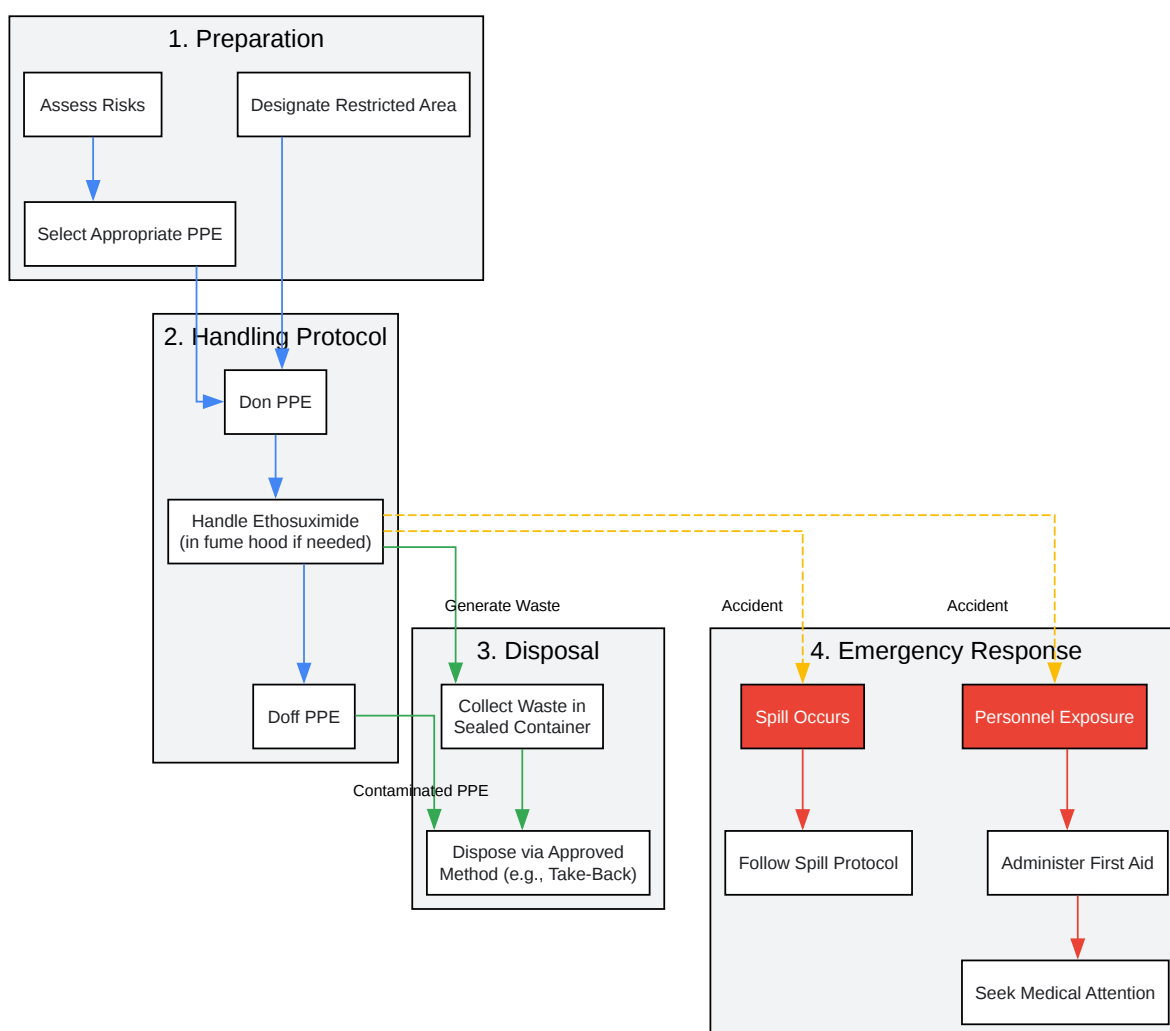 1. Preparation
Assess Risks
Designate Restricted Area
Select Appropriate PPE
2. Handling Protocol
Don PPE
Handle Ethosuximide
(in fume hood if needed)
Generate Waste
Accident
Accident
3. Disposal
4. Emergency Response
Doff PPE
Collect Waste in
Sealed Container
Spill Occurs
Personnel Exposure
Contaminated PPE
Dispose via Approved
Method (e.g., Take-Back)
Follow Spill Protocol
Administer First Aid
Seek Medical Attention